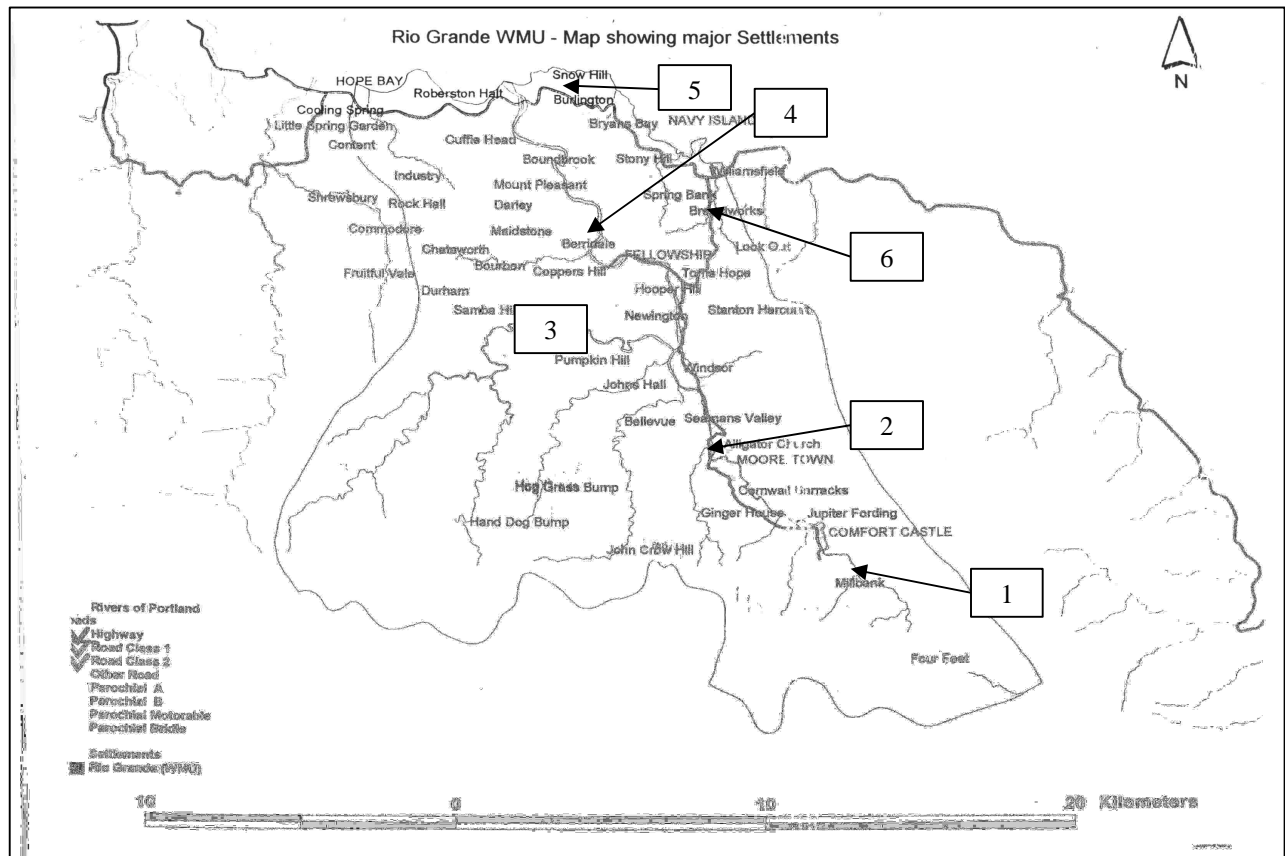 Rio Grande WMU - Map showing major Settlements
N
Snow Hill
HOPE BAY
5
Roberston Halt
Burlington
Cooling Spring
4
Little Spring Garden
Bryans Bay
NAVY ISLAND
Content
Cuffie Head
Boundbrook
Stony Hill
Williamsfield
Industry
Mount Pleasant
Shrewsbury
Rock Hall
Darley
Spring Bank
Commodore
Maidstone
Look Out
Chatsworth
Berridale
FELLOWSHIP
6
Fruitful Vale
Bourbon
Coppers Hill
Toms Hope
Durham
Hooper Hill
Samba
Newington
Stanton Harcourt
3
Pumpkin Hill
Windsor
Johns Hall
Bellevue
Seamans Valley
2
Alligator Church
MOORE TOWN
Hog Grass Bump
Cornwall Barracks
Hand Dog Bump
Ginger House
Jupiter Fording
COMFORT CASTLE
John Crow Hill
Millbank
1
Four Feet
Rivers of Portland
oads
Highway
Road Class 1
Road Class 2
Other Road
Parochial A
Parochial B
Parochial Motorable
Parochial Bridle
Settlements
Rio Grande (WMU)
10 0 10 20 Kilometers